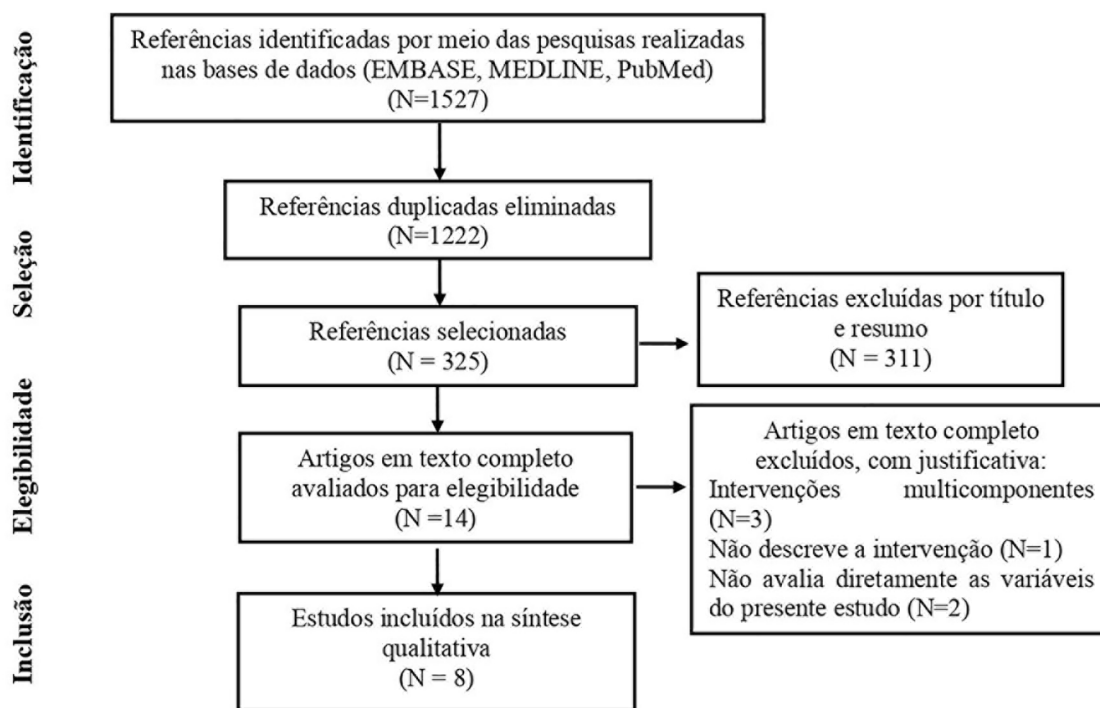 Identificação
Referências identificadas por meio das pesquisas realizadas
nas bases de dados (EMBASE, MEDLINE, PubMed)
(N=1527)
Referências duplicadas eliminadas
(N=1222)
Seleção
Referências selecionadas
(N = 325)
Referências excluídas por título
e resumo
(N = 311)
Elegibilidade
Artigos em texto completo
avaliados para elegibilidade
(N =14)
Artigos em texto completo
excluídos, com justificativa:
Intervenções multicomponentes
(N=3)
Não descreve a intervenção (N=1)
Não avalia diretamente as variáveis
do presente estudo (N=2)
Inclusão
Estudos incluídos na síntese
qualitativa
(N = 8)